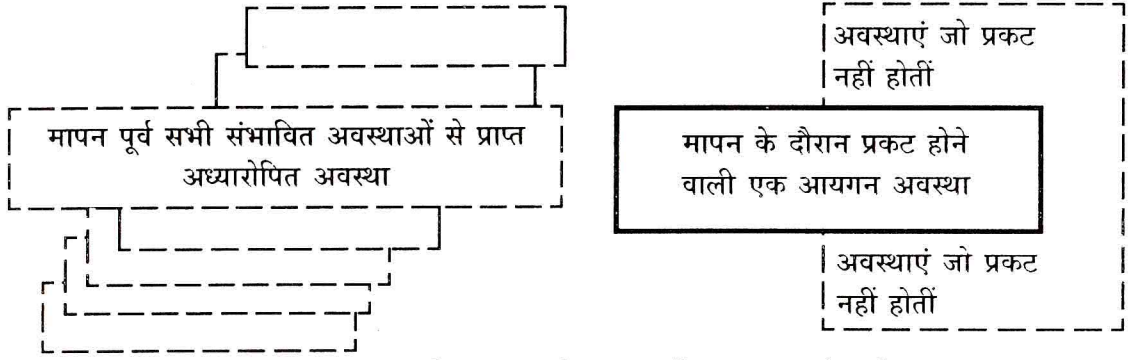 मापन पूर्व सभी संभावित अवस्थाओं से प्राप्त
अध्यारोपित अवस्था
अवस्थाएं जो प्रकट
नहीं होतीं
मापन के दौरान प्रकट होने
वाली एक आयगन अवस्था
अवस्थाएं जो प्रकट
नहीं होतीं